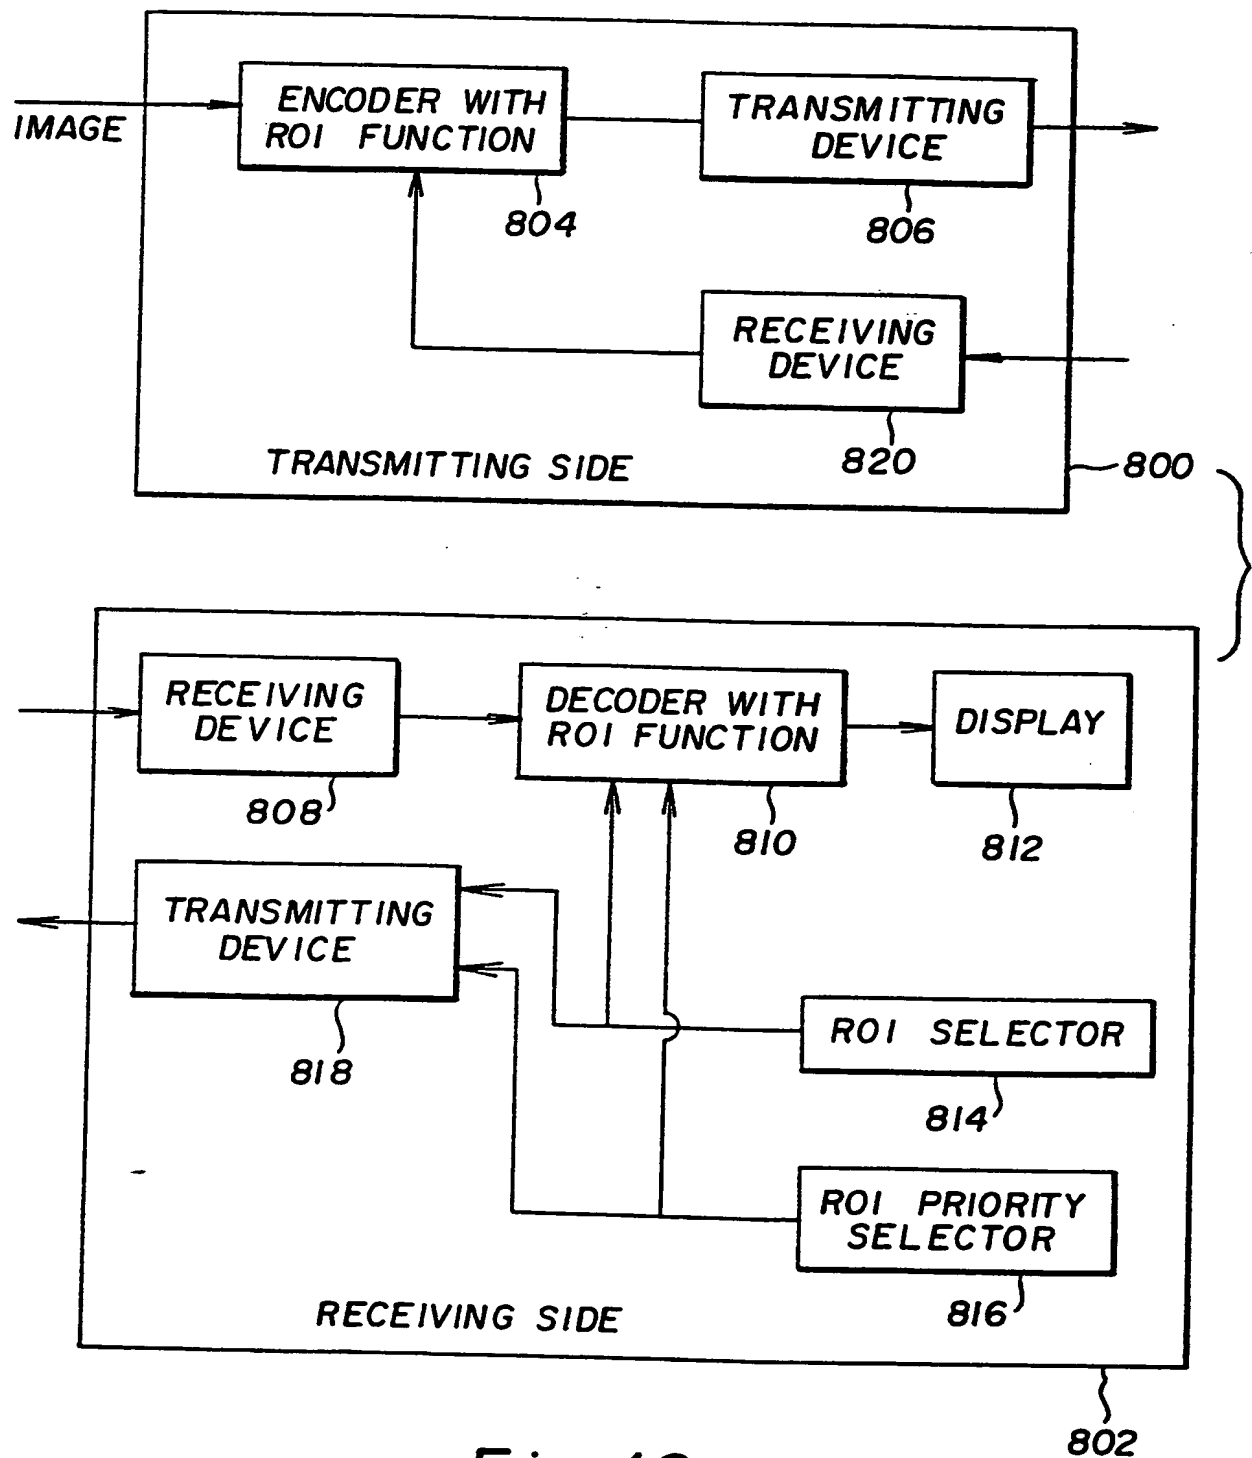 IMAGE
ENCODER WITH
ROI FUNCTION
804
TRANSMITTING
DEVICE
806
RECEIVING
DEVICE
820
TRANSMITTING SIDE
800
RECEIVING
DEVICE
808
DECODER WITH
ROI FUNCTION
810
DISPLAY
812
TRANSMITTING
DEVICE
818
ROI SELECTOR
814
ROI PRIORITY
SELECTOR
816
RECEIVING SIDE
802